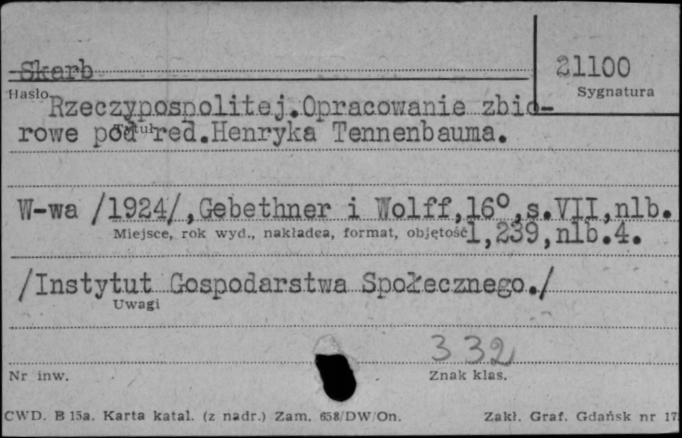 Skarb
21100
Hasło
Sygnatura
Rzeczypospolitej.Opracowanie zbio-
rowe pod red.Henryka Tennenbauma.
Tytuł
W-wa /1924/,Gebethner i Wolff,16°,s.VII,nlb.
Miejsce, rok wyd., nakładca, format, objętość
1,239,nlb.4.
/Instytut Gospodarstwa Społecznego./
Uwagi
332
Nr inw.
Znak klas.
CWD. B 15a. Karta katal. (z nadr.) Zam. 658/DW/On.
Zakł. Graf. Gdańsk nr 17